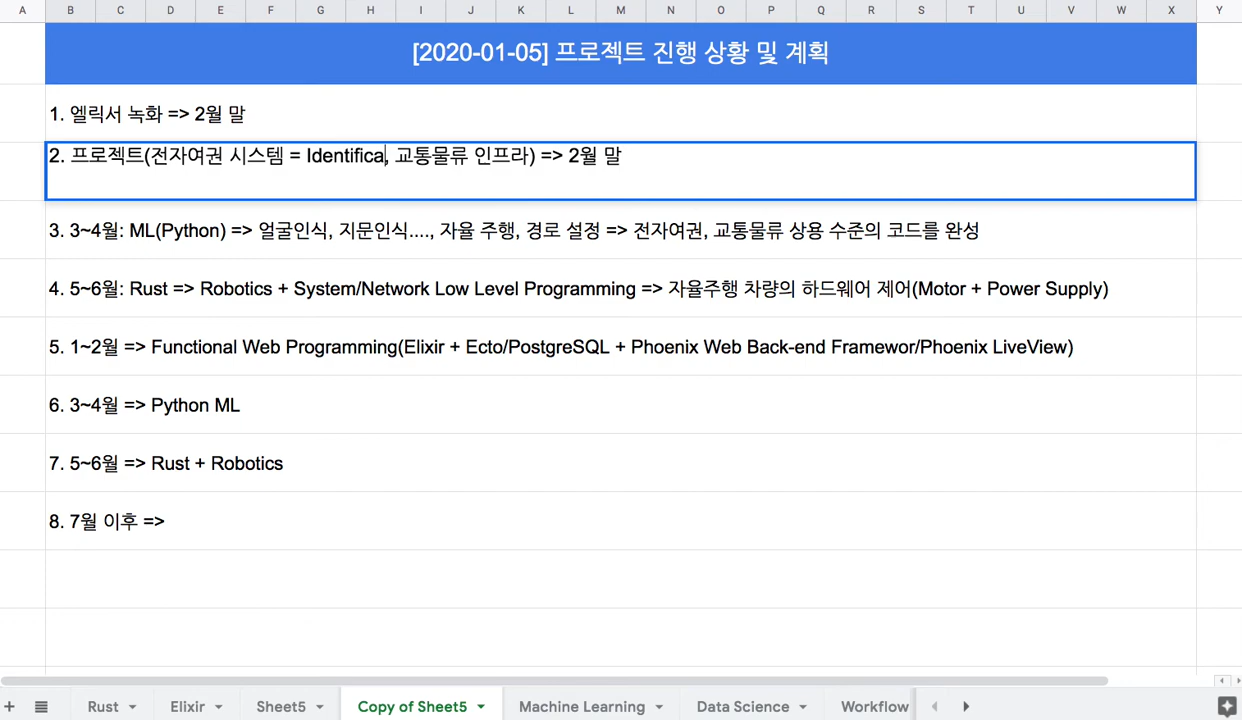 A B C D E F G H I J K L M N O P Q R S T U V W X Y
[2020-01-05] 프로젝트 진행 상황 및 계획
1. 엘릭서 녹화 => 2월 말
2. 프로젝트(전자여권 시스템 = Identifica, 교통물류 인프라) => 2월 말
3. 3~4월: ML(Python) => 얼굴인식, 지문인식...., 자율 주행, 경로 설정 => 전자여권, 교통물류 상용 수준의 코드를 완성
4. 5~6월: Rust => Robotics + System/Network Low Level Programming => 자율주행 차량의 하드웨어 제어(Motor + Power Supply)
5. 1~2월 => Functional Web Programming(Elixir + Ecto/PostgreSQL + Phoenix Web Back-end Framewor/Phoenix LiveView)
6. 3~4월 => Python ML
7. 5~6월 => Rust + Robotics
8. 7월 이후 =>
Rust Elixir Sheet5 Copy of Sheet5 Machine Learning Data Science Workflow